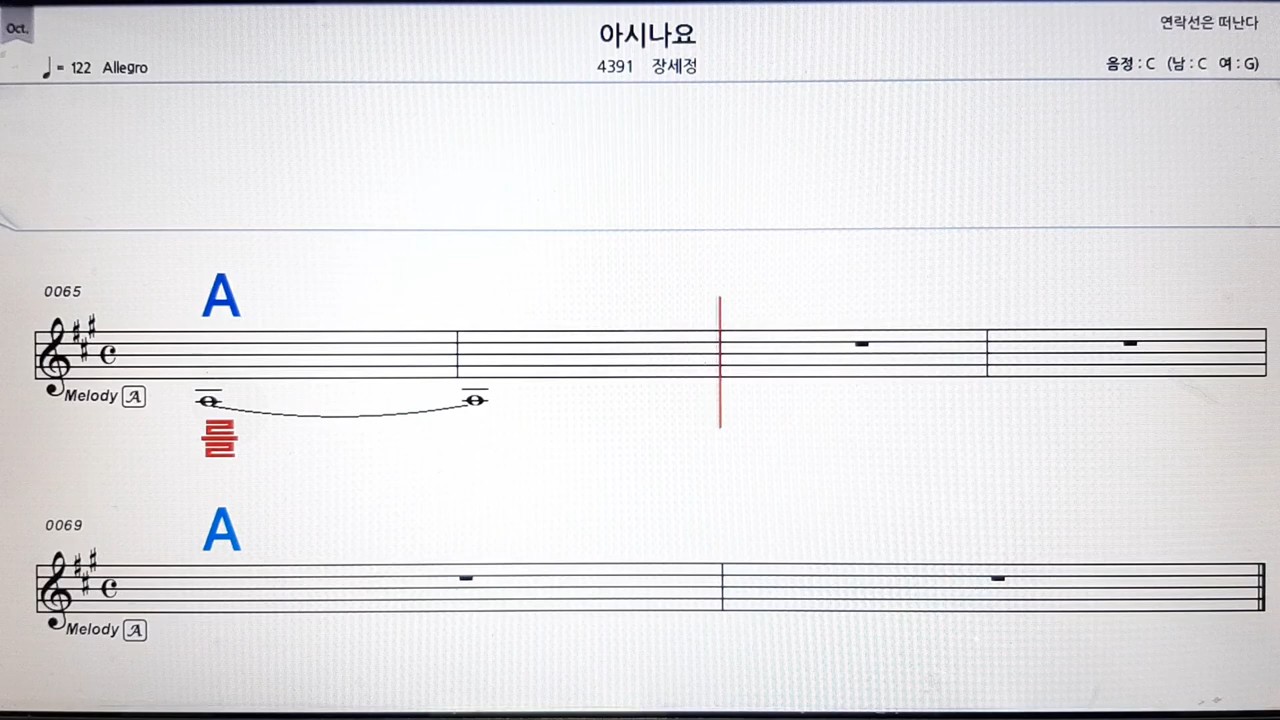 Oct.
아시나요
연락선은 떠난다
♩ = 122 Allegro
4391 장세정
음정 : C (남 : C 여 : G)
0065
A
Melody A
를
0069
A
Melody A